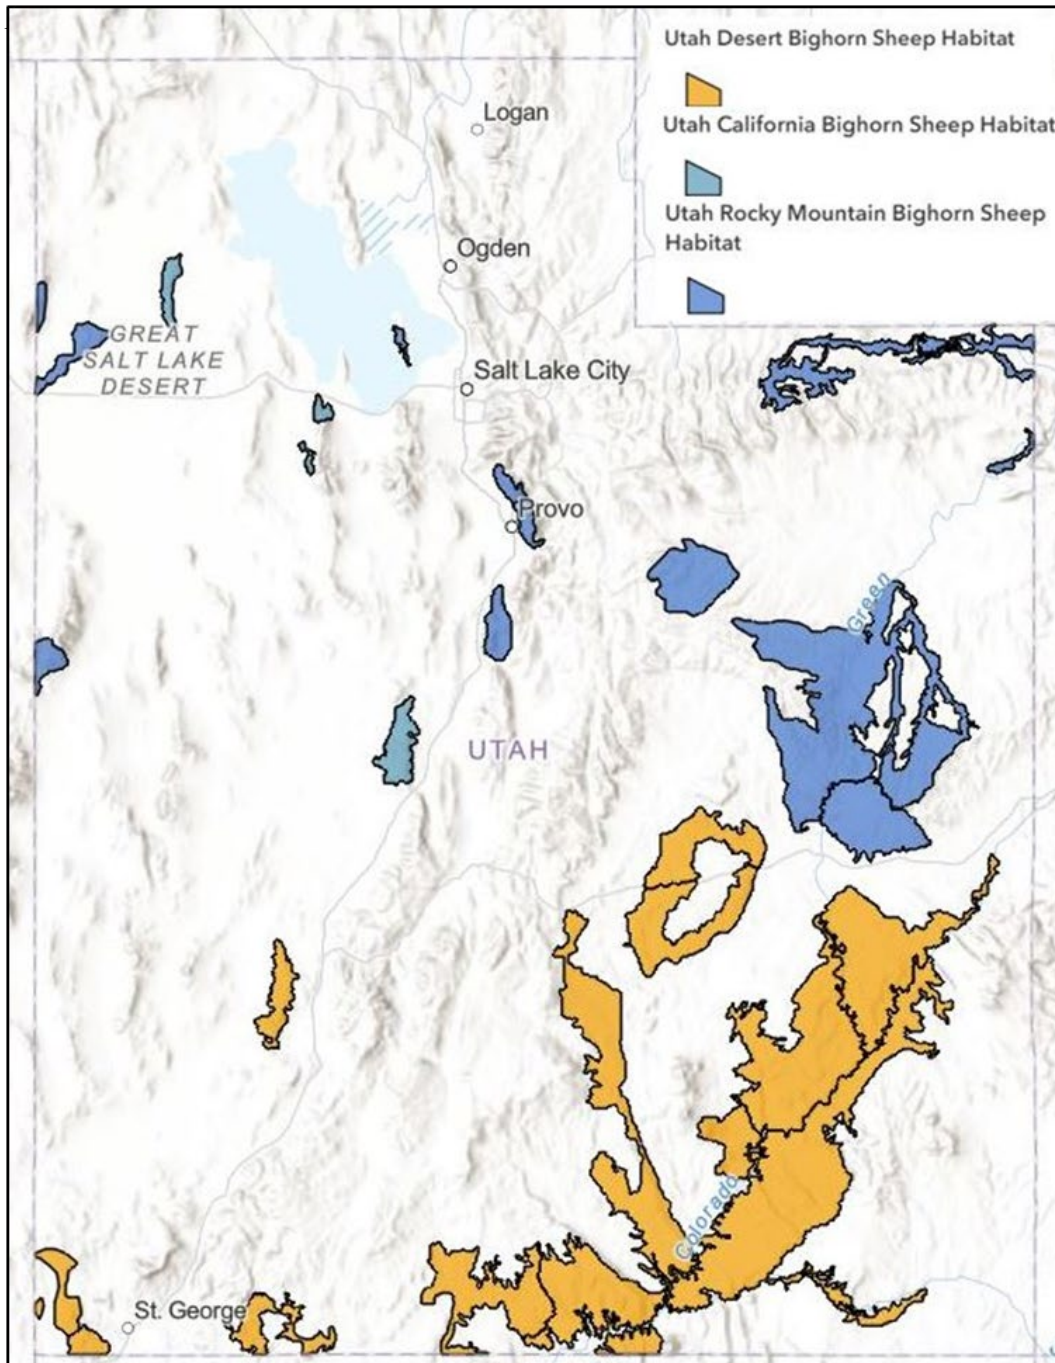 Utah Desert Bighorn Sheep Habitat
Utah California Bighorn Sheep Habitat
Utah Rocky Mountain Bighorn Sheep
Habitat
Logan
Ogden
GREAT
SALT LAKE
DESERT
Salt Lake City
Provo
Green
UTAH
Colorado
St. George